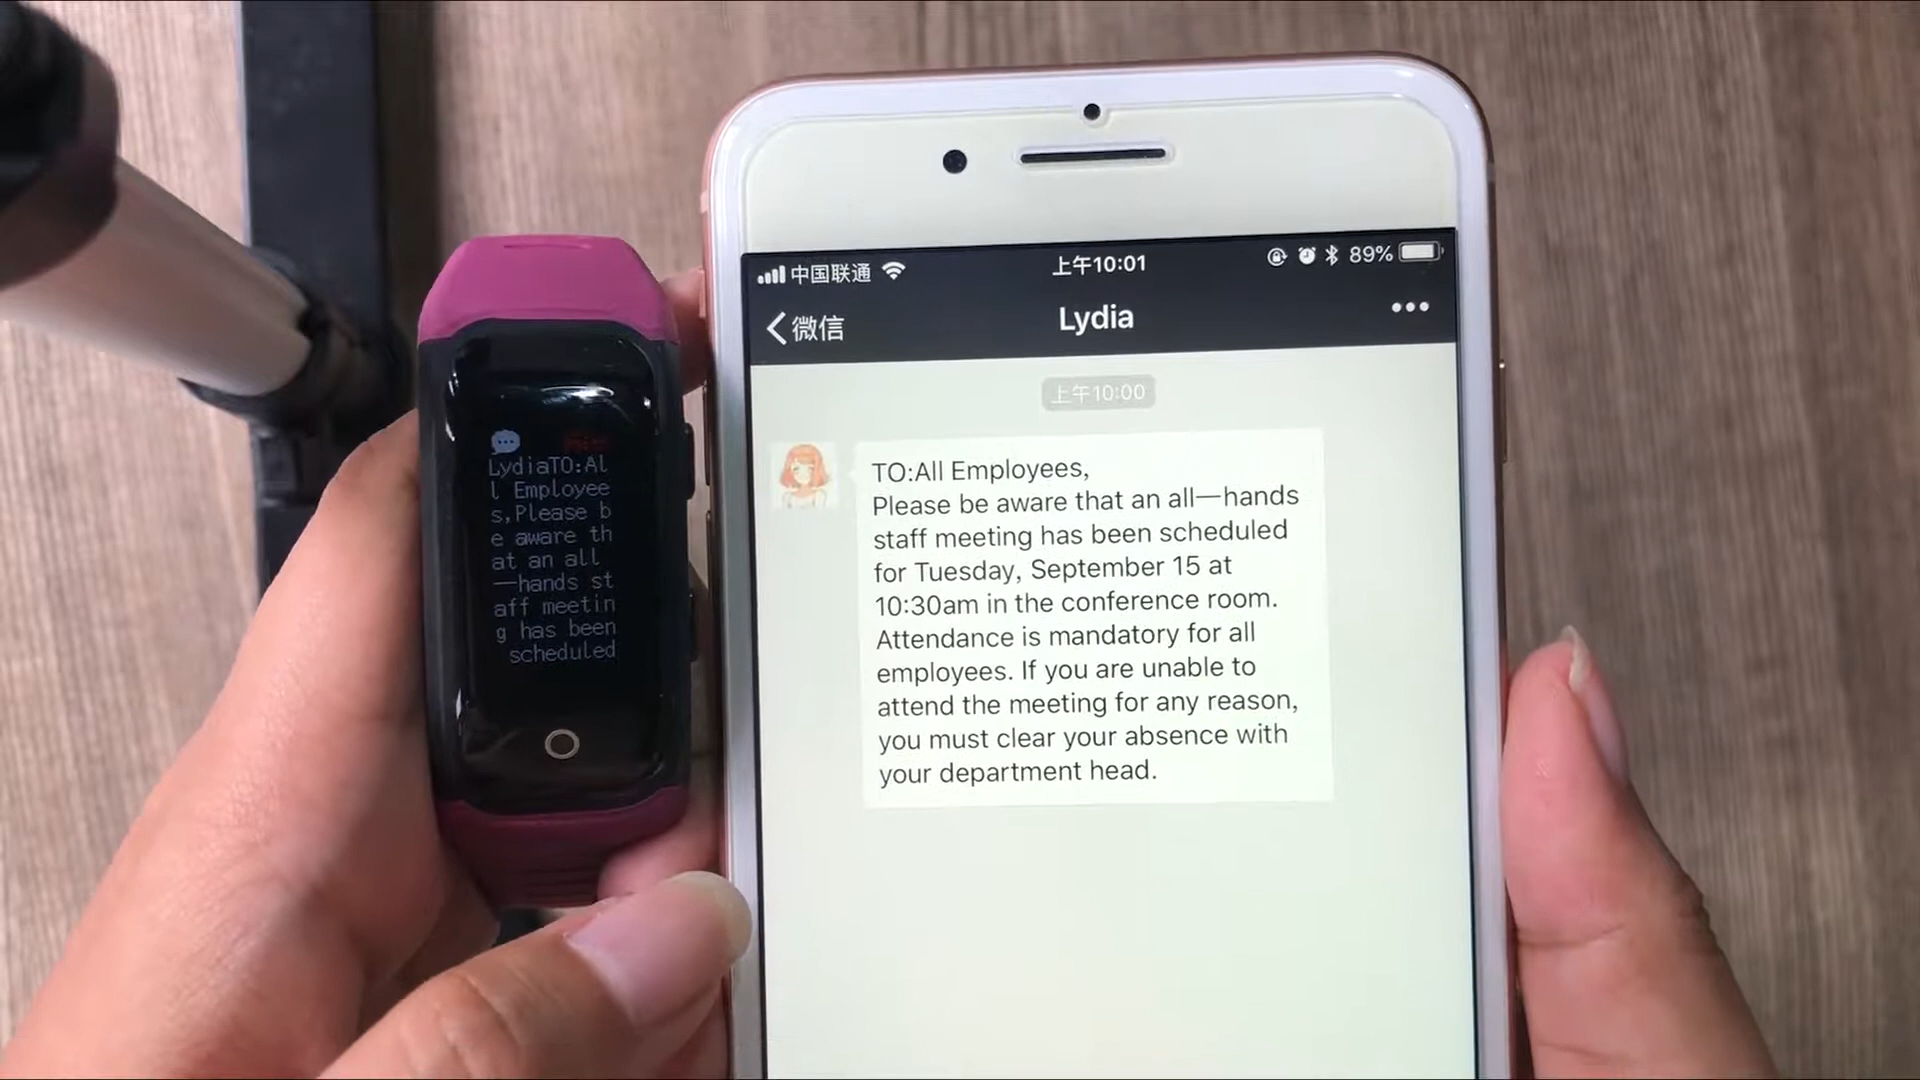 LydiaTO:Al
l Employee
s,Please b
e aware th
at an all
—hands st
aff meetin
g has been
scheduled
中国联通
上午10:01
89%
微信
Lydia
上午10:00
TO:All Employees,
Please be aware that an all—hands
staff meeting has been scheduled
for Tuesday, September 15 at
10:30am in the conference room.
Attendance is mandatory for all
employees. If you are unable to
attend the meeting for any reason,
you must clear your absence with
your department head.